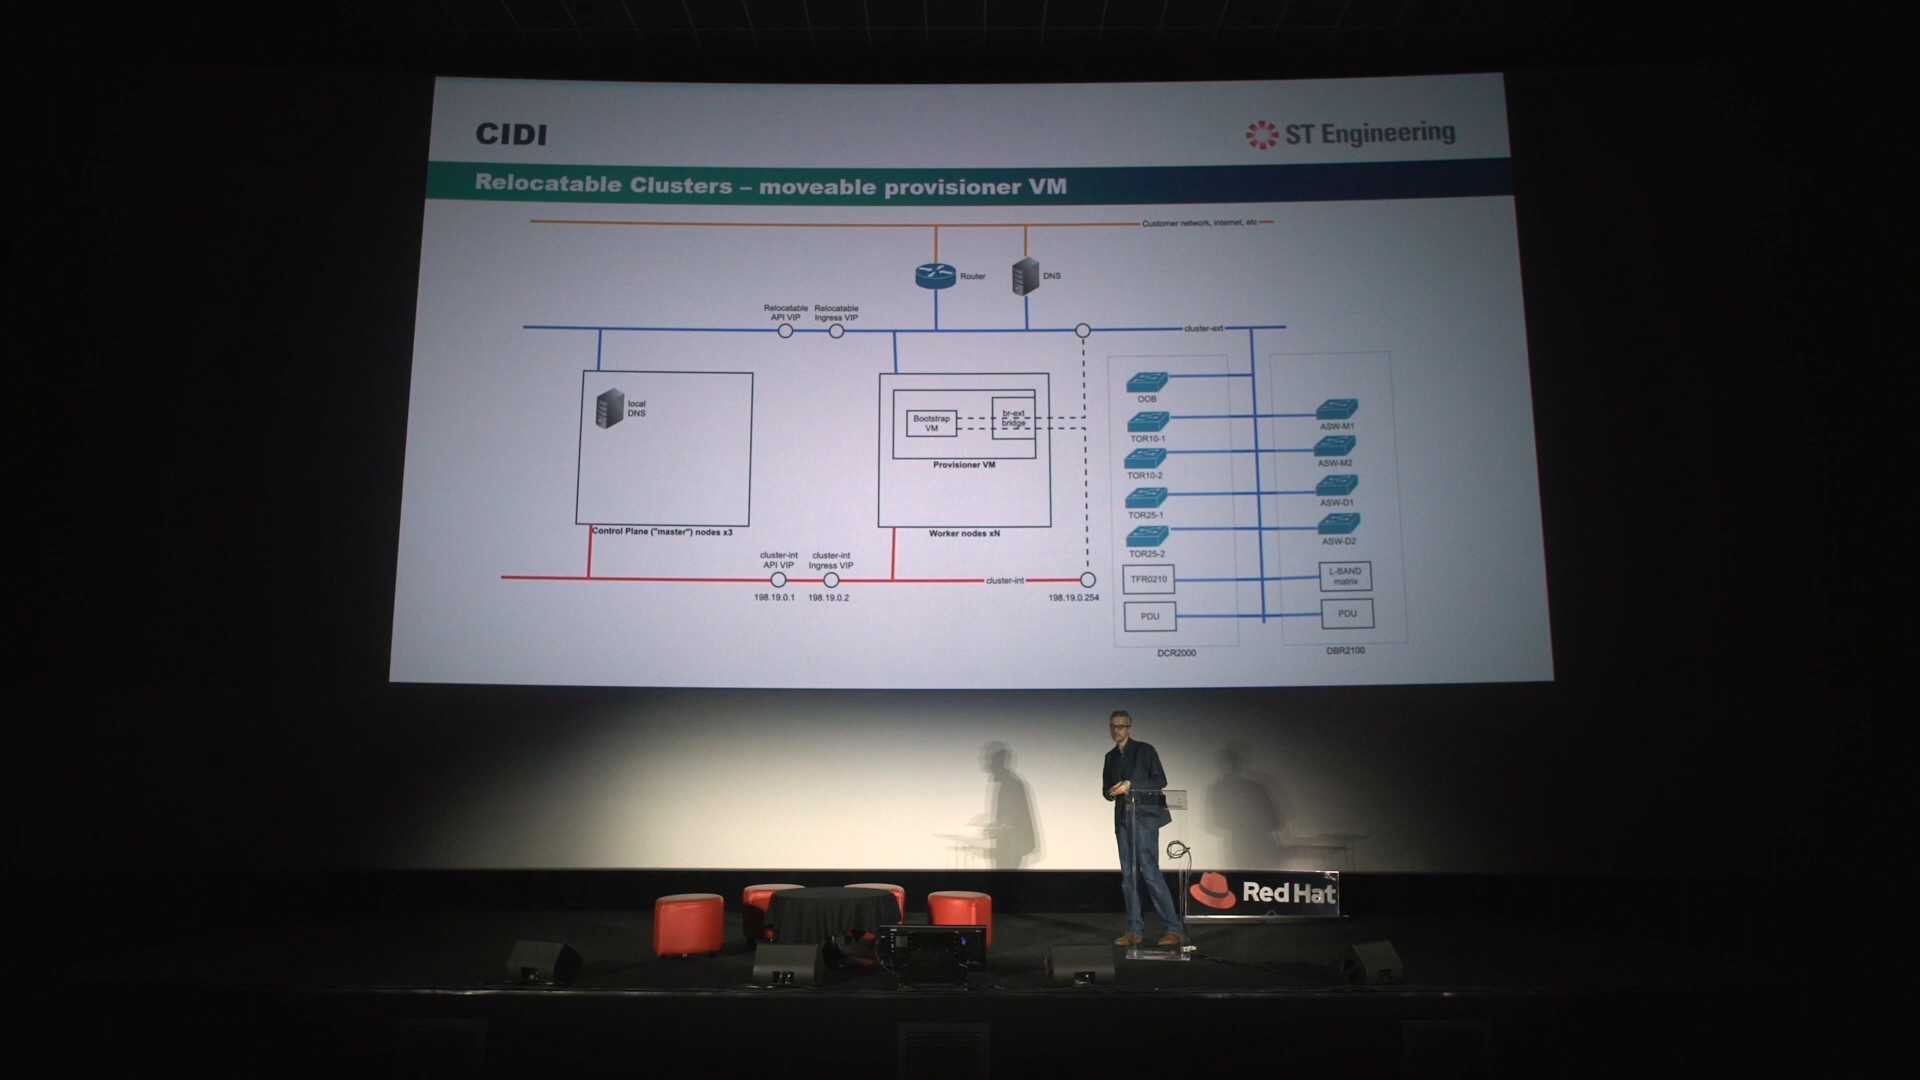 CIDI
ST Engineering
Relocatable Clusters – moveable provisioner VM
Customer network, internet, etc
Router
DNS
Relocatable
API VIP
Relocatable
Ingress VIP
cluster-ext
local
DNS
Control Plane ("master") nodes x3
Bootstrap
VM
br-ext
bridge
Provisioner VM
Worker nodes xN
cluster-int
API VIP
cluster-int
Ingress VIP
cluster-int
198.19.0.1
198.19.0.2
198.19.0.254
OOB
TOR10-1
TOR10-2
TOR25-1
TOR25-2
TFR0210
PDU
DCR2000
ASW-M1
ASW-M2
ASW-D1
ASW-D2
L-BAND
matrix
PDU
DBR2100
Red Hat